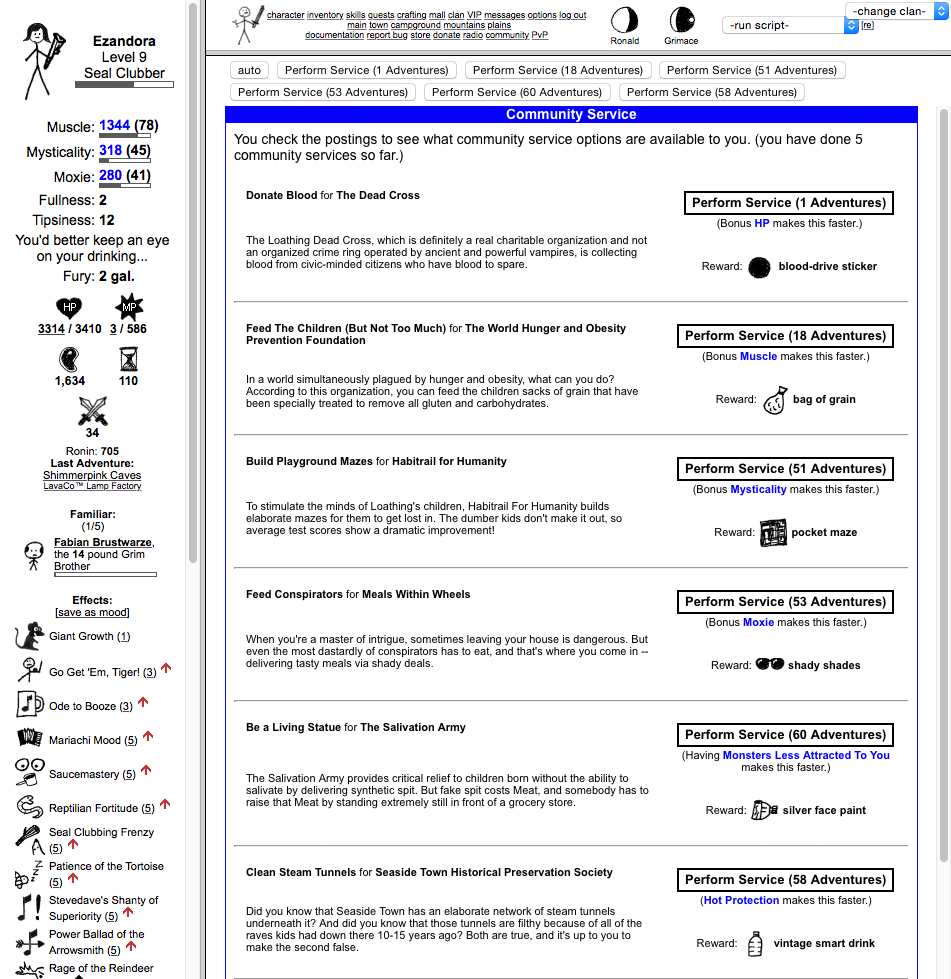 Ezandora
Level 9
Seal Clubber
Muscle: 1344 (78)
Mysticality: 318 (45)
Moxie: 280 (41)
Fullness: 2
Tipsiness: 12
You'd better keep an eye
on your drinking...
Fury: 2 gal.
HP MP
3314 / 3410 3 / 586
1,634 110
34
Ronin: 705
Last Adventure:
Shimmerpink Caves
LavaCo™ Lamp Factory
Familiar:
(1/5)
Fabian Brustwarze,
the 14 pound Grim
Brother
Effects:
[save as mood]
Giant Growth (1)
Go Get 'Em, Tiger! (3)
Ode to Booze (3)
Mariachi Mood (5)
Saucemastery (5)
Reptilian Fortitude (5)
Seal Clubbing Frenzy
(5)
Patience of the Tortoise
(5)
Stevedave's Shanty of
Superiority (5)
Power Ballad of the
Arrowsmith (5)
Rage of the Reindeer
character inventory skills quests crafting mall clan VIP messages options log out
main town campground mountains plains
documentation report bug store donate radio community PvP
Ronald
Grimace
-change clan-
-run script-
[re]
auto
Perform Service (1 Adventures)
Perform Service (18 Adventures)
Perform Service (51 Adventures)
Perform Service (53 Adventures)
Perform Service (60 Adventures)
Perform Service (58 Adventures)
Community Service
You check the postings to see what community service options are available to you. (you have done 5
community services so far.)
Donate Blood for The Dead Cross
Perform Service (1 Adventures)
(Bonus HP makes this faster.)
The Loathing Dead Cross, which is definitely a real charitable organization and not
an organized crime ring operated by ancient and powerful vampires, is collecting
blood from civic-minded citizens who have blood to spare.
Reward: blood-drive sticker
Feed The Children (But Not Too Much) for The World Hunger and Obesity
Prevention Foundation
Perform Service (18 Adventures)
(Bonus Muscle makes this faster.)
In a world simultaneously plagued by hunger and obesity, what can you do?
According to this organization, you can feed the children sacks of grain that have
been specially treated to remove all gluten and carbohydrates.
Reward: bag of grain
Build Playground Mazes for Habitrail for Humanity
Perform Service (51 Adventures)
(Bonus Mysticality makes this faster.)
To stimulate the minds of Loathing's children, Habitrail For Humanity builds
elaborate mazes for them to get lost in. The dumber kids don't make it out, so
average test scores show a dramatic improvement!
Reward: pocket maze
Feed Conspirators for Meals Within Wheels
Perform Service (53 Adventures)
(Bonus Moxie makes this faster.)
When you're a master of intrigue, sometimes leaving your house is dangerous. But
even the most dastardly of conspirators has to eat, and that's where you come in --
delivering tasty meals via shady deals.
Reward: shady shades
Be a Living Statue for The Salivation Army
Perform Service (60 Adventures)
(Having Monsters Less Attracted To You
makes this faster.)
The Salivation Army provides critical relief to children born without the ability to
salivate by delivering synthetic spit. But fake spit costs Meat, and somebody has to
raise that Meat by standing extremely still in front of a grocery store.
Reward: silver face paint
Clean Steam Tunnels for Seaside Town Historical Preservation Society
Perform Service (58 Adventures)
(Hot Protection makes this faster.)
Did you know that Seaside Town has an elaborate network of steam tunnels
underneath it? And did you know that those tunnels are filthy because of all of the
raves kids had down there 10-15 years ago? Both are true, and it's up to you to
make the second false.
Reward: vintage smart drink